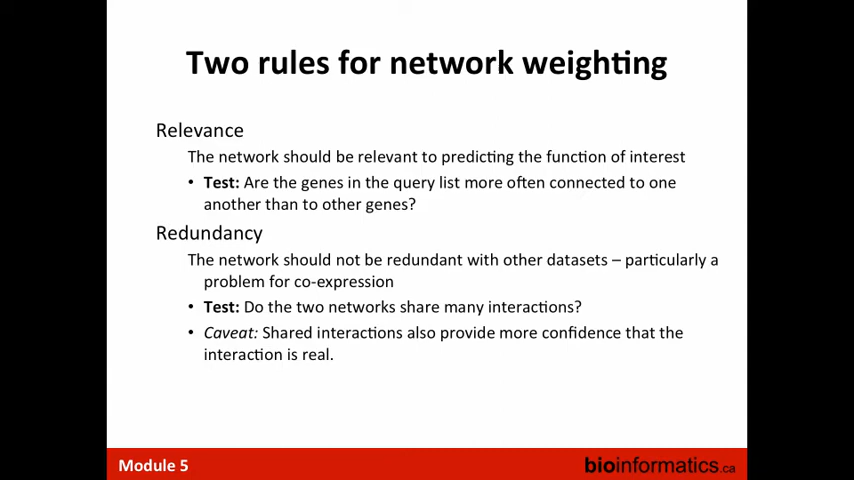 Two rules for network weighting
Relevance
The network should be relevant to predicting the function of interest
• Test: Are the genes in the query list more often connected to one
another than to other genes?
Redundancy
The network should not be redundant with other datasets – particularly a
problem for co-expression
• Test: Do the two networks share many interactions?
• Caveat: Shared interactions also provide more confidence that the
interaction is real.
Module 5
bioinformatics.ca